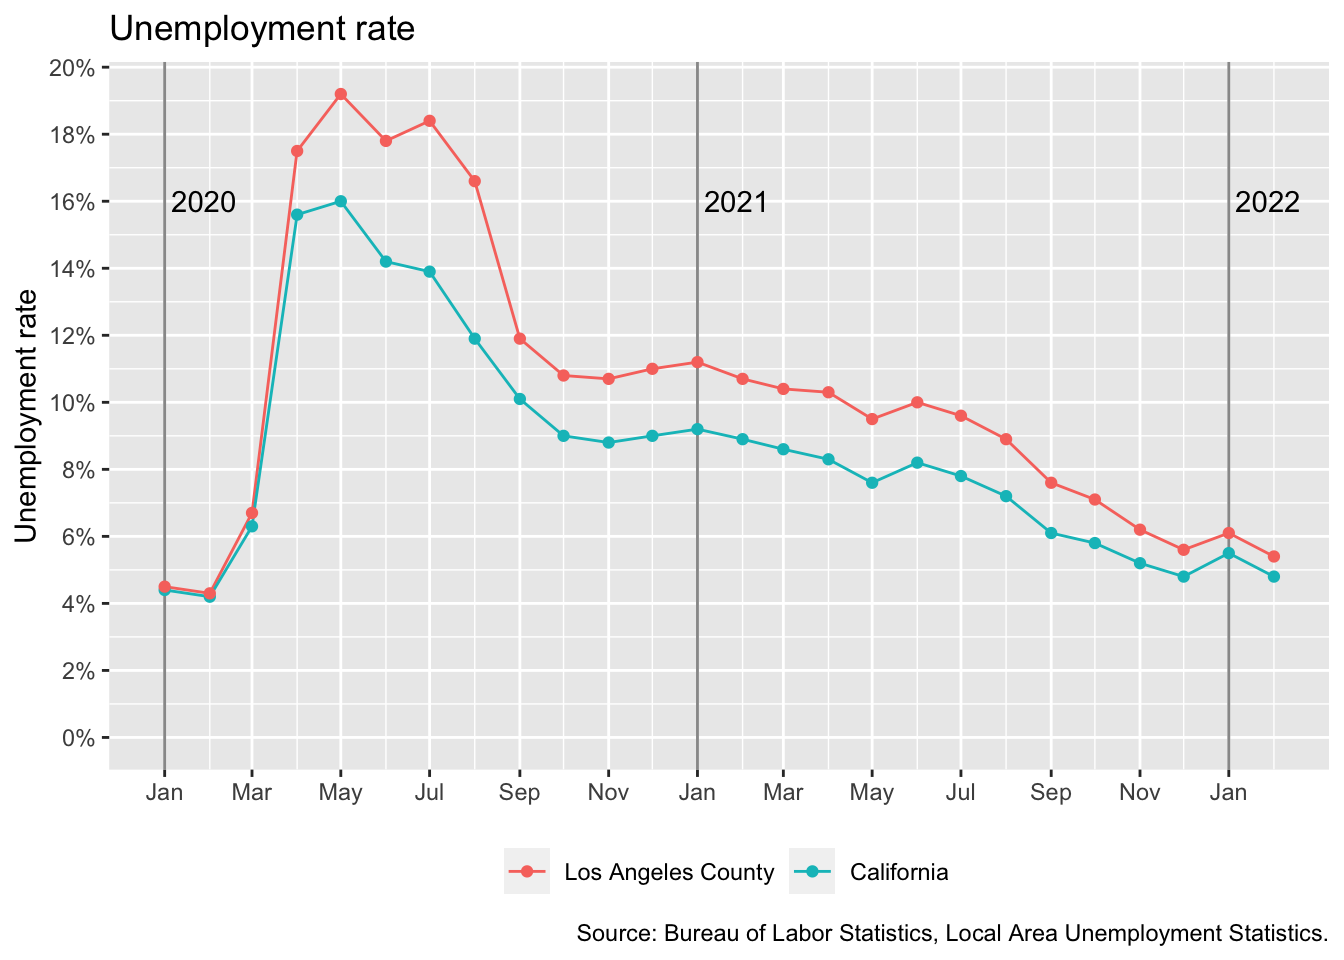 Unemployment rate
20%
18%
16%
14%
12%
10%
8%
6%
4%
2%
0%
Unemployment rate
2020
2021
2022
Jan Mar May Jul Sep Nov Jan Mar May Jul Sep Nov Jan
Los Angeles County California
Source: Bureau of Labor Statistics, Local Area Unemployment Statistics.